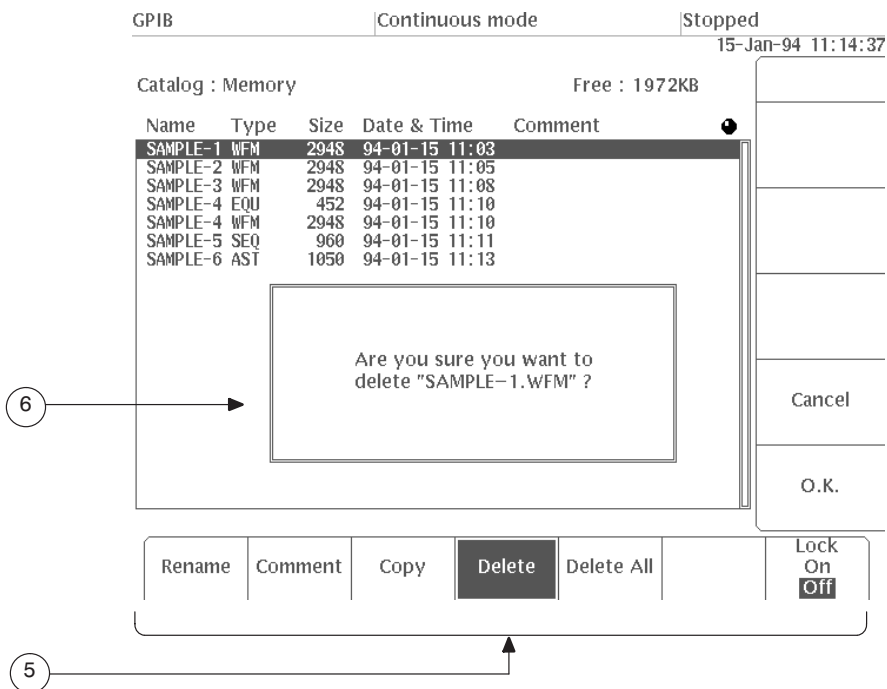 GPIB Continuous mode Stopped
15-Jan-94 11:14:37
Catalog : Memory Free : 1972KB
Name Type Size Date & Time Comment
SAMPLE-1 WFM 2948 94-01-15 11:03
SAMPLE-2 WFM 2948 94-01-15 11:05
SAMPLE-3 WFM 2948 94-01-15 11:08
SAMPLE-4 EQU 452 94-01-15 11:10
SAMPLE-4 WFM 2948 94-01-15 11:10
SAMPLE-5 SEQ 960 94-01-15 11:11
SAMPLE-6 AST 1050 94-01-15 11:13
Are you sure you want to
delete "SAMPLE-1.WFM" ?
6
Cancel
O.K.
Rename Comment Copy Delete Delete All Lock
On
Off
5